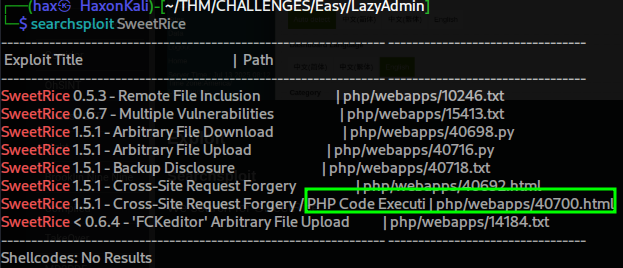 (hax㉿HaxonKali)-[~/THM/CHALLENGES/Easy/LazyAdmin]
$ searchsploit SweetRice
Exploit Title | Path
SweetRice 0.5.3 - Remote File Inclusion | php/webapps/10246.txt
SweetRice 0.6.7 - Multiple Vulnerabilities | php/webapps/15413.txt
SweetRice 1.5.1 - Arbitrary File Download | php/webapps/40698.py
SweetRice 1.5.1 - Arbitrary File Upload | php/webapps/40716.py
SweetRice 1.5.1 - Backup Disclosure | php/webapps/40718.txt
SweetRice 1.5.1 - Cross-Site Request Forgery | php/webapps/40692.html
SweetRice 1.5.1 - Cross-Site Request Forgery / PHP Code Executi | php/webapps/40700.html
SweetRice < 0.6.4 - 'FCKeditor' Arbitrary File Upload | php/webapps/14184.txt
Shellcodes: No Results